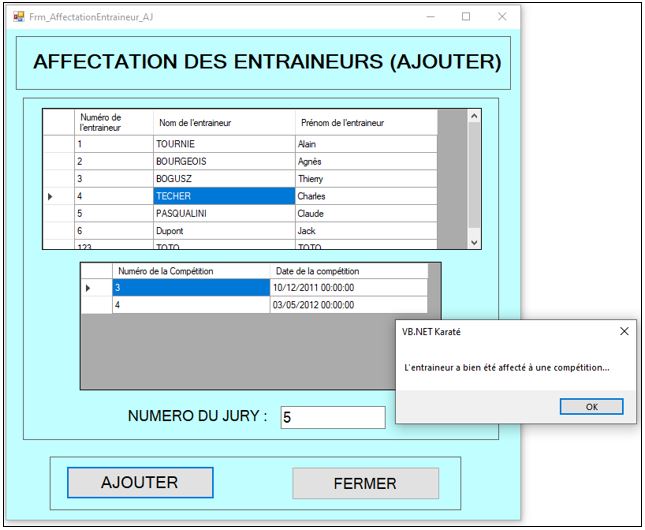 Frm_AffectationEntraineur_AJ
AFFECTATION DES ENTRAINEURS (AJOUTER)
Numéro de l'entraineur Nom de l'entraineur Prénom de l'entraineur
1 TOURNIE Alain
2 BOURGEOIS Agnès
3 BOGUSZ Thierry
4 TECHER Charles
5 PASQUALINI Claude
6 Dupont Jack
123 TOTO TOTO
Numéro de la Compétition Date de la compétition
3 10/12/2011 00:00:00
4 03/05/2012 00:00:00
VB.NET Karaté
L'entraineur a bien été affecté à une compétition...
OK
NUMERO DU JURY : 5
AJOUTER FERMER